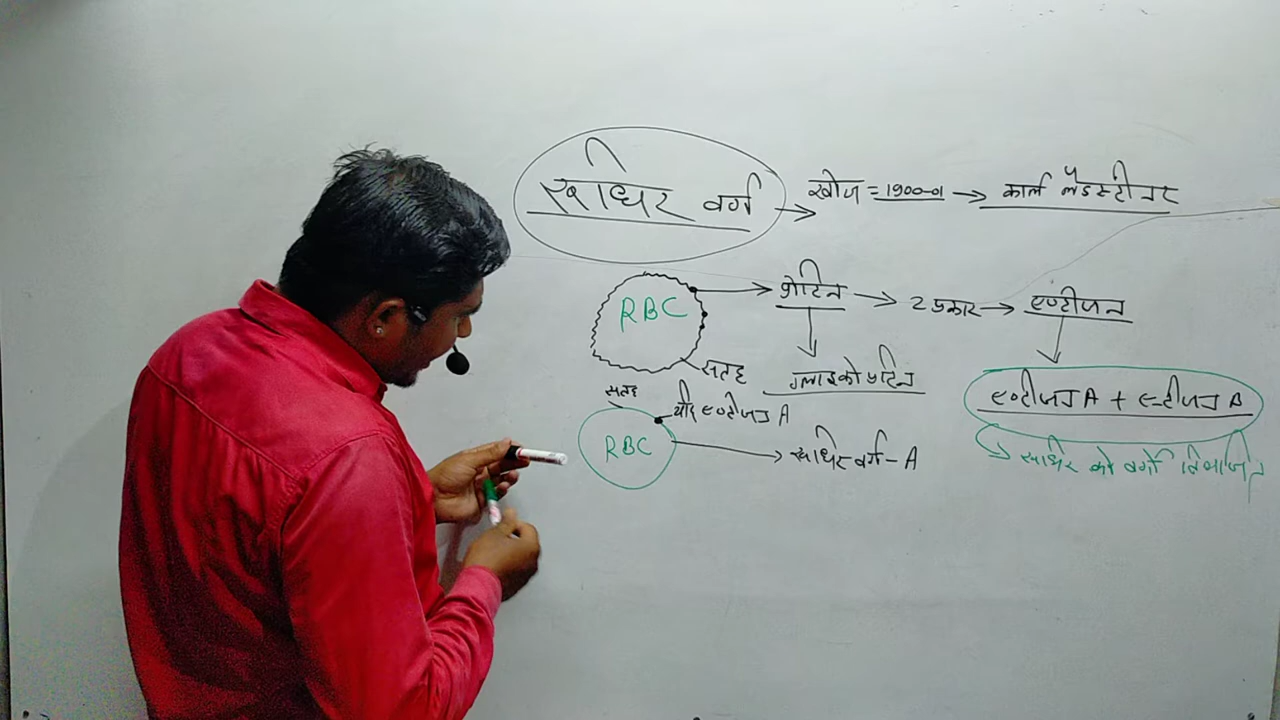 रूधिर वर्ग → खोज = 1900-01 → कार्ल लैंडस्टीनर
RBC → प्रोटिन → 2 प्रकार → एण्टीजन
सतह
ग्लाइकोप्रोटिन
एण्टीजन A + एण्टीजन B
रूधिर को वर्गो विभाजित
सतह
यदि एण्टीजन A
RBC → रूधिर वर्ग - A